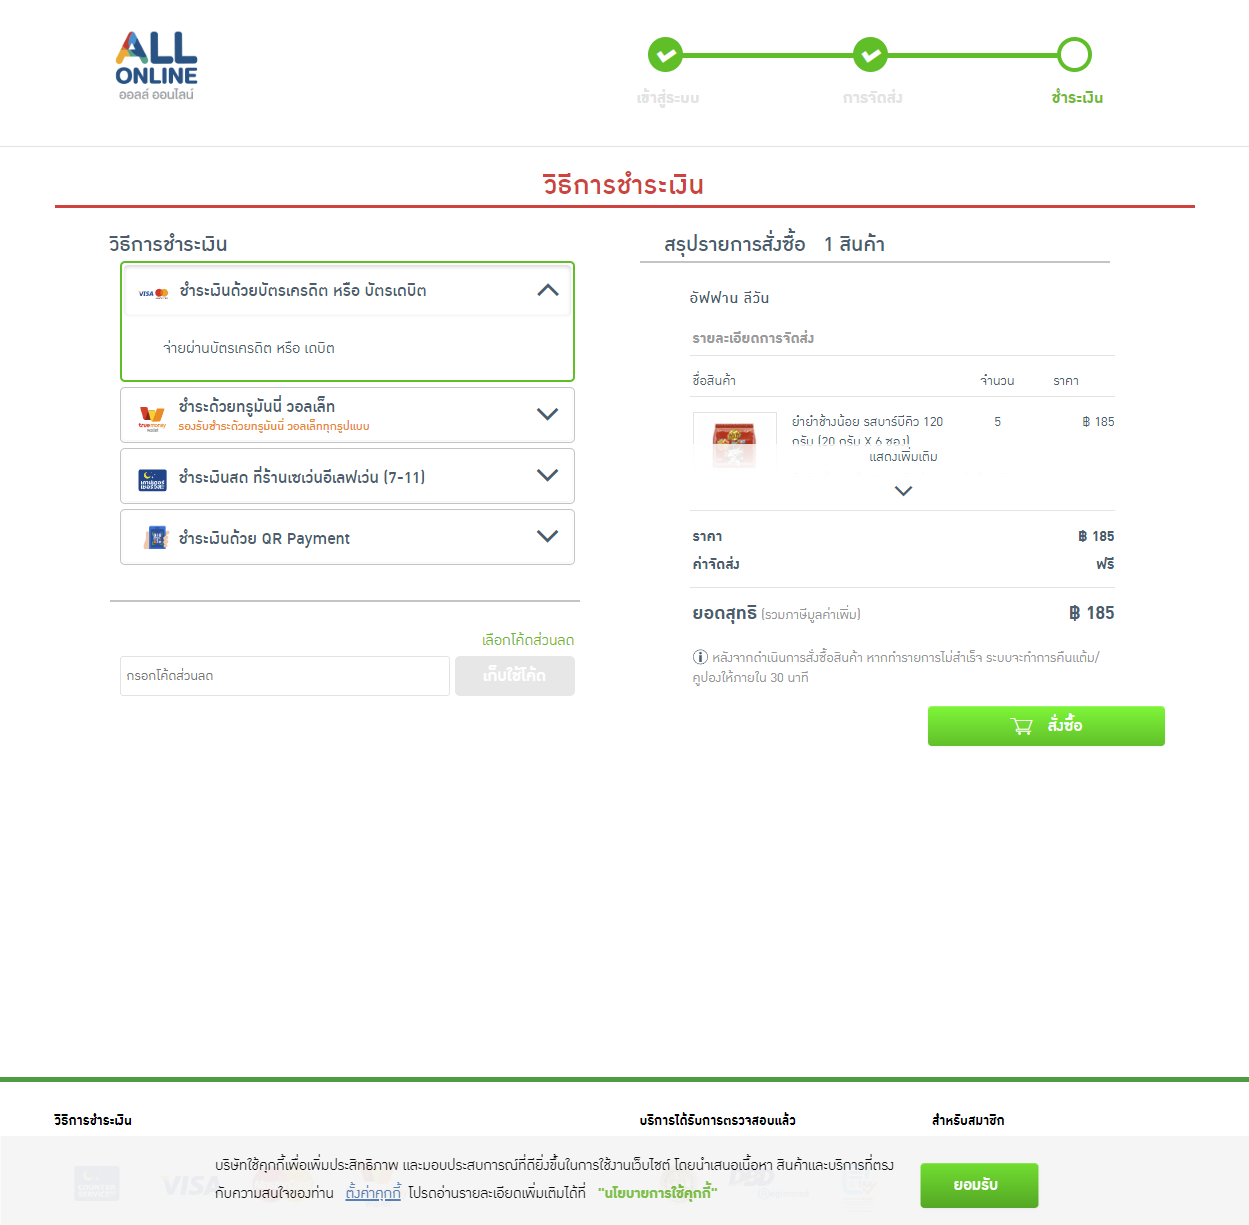 ALL
ONLINE
ออลล์ ออนไลน์
เข้าสู่ระบบ
การจัดส่ง
ชำระเงิน
วิธีการชำระเงิน
วิธีการชำระเงิน
VISA
ชำระเงินด้วยบัตรเครดิต หรือ บัตรเดบิต
จ่ายผ่านบัตรเครดิต หรือ เดบิต
true money
ชำระด้วยทรูมันนี่ วอลเล็ท
รองรับชำระด้วยทรูมันนี่ วอลเล็ททุกรูปแบบ
ชำระเงินสด ที่ร้านเซเว่นอีเลฟเว่น (7-11)
ชำระเงินด้วย QR Payment
เลือกโค้ดส่วนลด
กรอกโค้ดส่วนลด
เก็บใช้โค้ด
สรุปรายการสั่งซื้อ 1 สินค้า
อัฟฟาน ลีวัน
รายละเอียดการจัดส่ง
ชื่อสินค้า จำนวน ราคา
ยำยำช้างน้อย รสบาร์บีคิว 120 5 ฿ 185
กรัม (20 กรัม X 6 ซอง)
แสดงเพิ่มเติม
ราคา ฿ 185
ค่าจัดส่ง ฟรี
ยอดสุทธิ (รวมภาษีมูลค่าเพิ่ม) ฿ 185
หลังจากดำเนินการสั่งซื้อสินค้า หากทำรายการไม่สำเร็จ ระบบจะทำการคืนแต้ม/
คูปองให้ภายใน 30 นาที
สั่งซื้อ
วิธีการชำระเงิน
บริการได้รับการตรวจสอบแล้ว
สำหรับสมาชิก
VISA
บริษัทใช้คุกกี้เพื่อเพิ่มประสิทธิภาพ และมอบประสบการณ์ที่ดียิ่งขึ้นในการใช้งานเว็บไซต์ โดยนำเสนอเนื้อหา สินค้าและบริการที่ตรง
กับความสนใจของท่าน ตั้งค่าคุกกี้ โปรดอ่านรายละเอียดเพิ่มเติมได้ที่ "นโยบายการใช้คุกกี้"
ยอมรับ